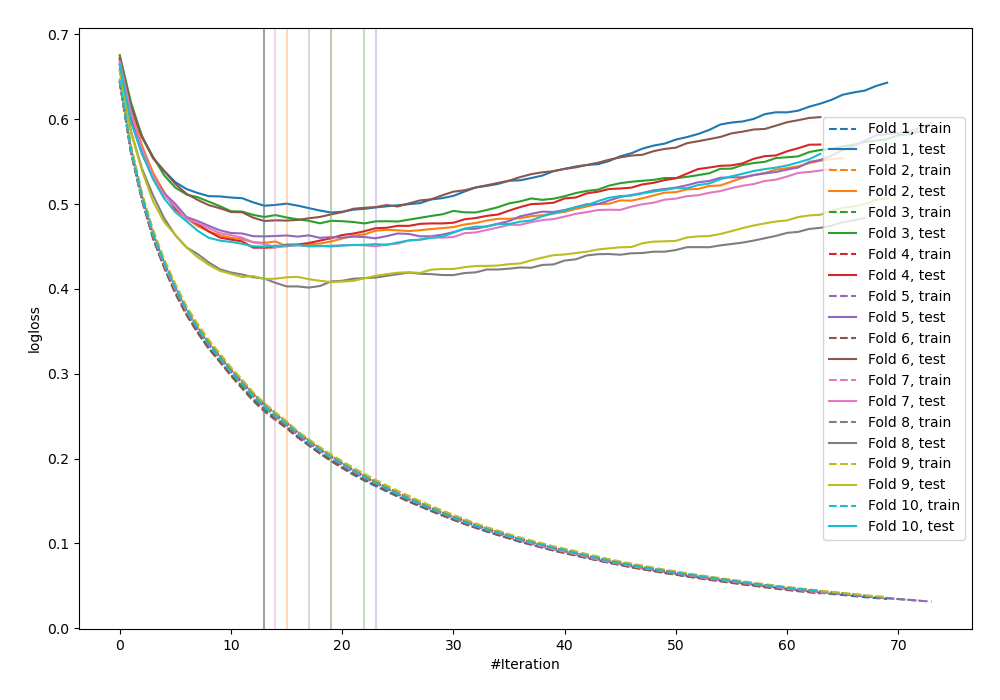 0.7
0.6
0.5
0.4
0.3
0.2
0.1
0.0
logloss
0
10
20
30
40
50
60
70
#Iteration
Fold 1, train
Fold 1, test
Fold 2, train
Fold 2, test
Fold 3, train
Fold 3, test
Fold 4, train
Fold 4, test
Fold 5, train
Fold 5, test
Fold 6, train
Fold 6, test
Fold 7, train
Fold 7, test
Fold 8, train
Fold 8, test
Fold 9, train
Fold 9, test
Fold 10, train
Fold 10, test